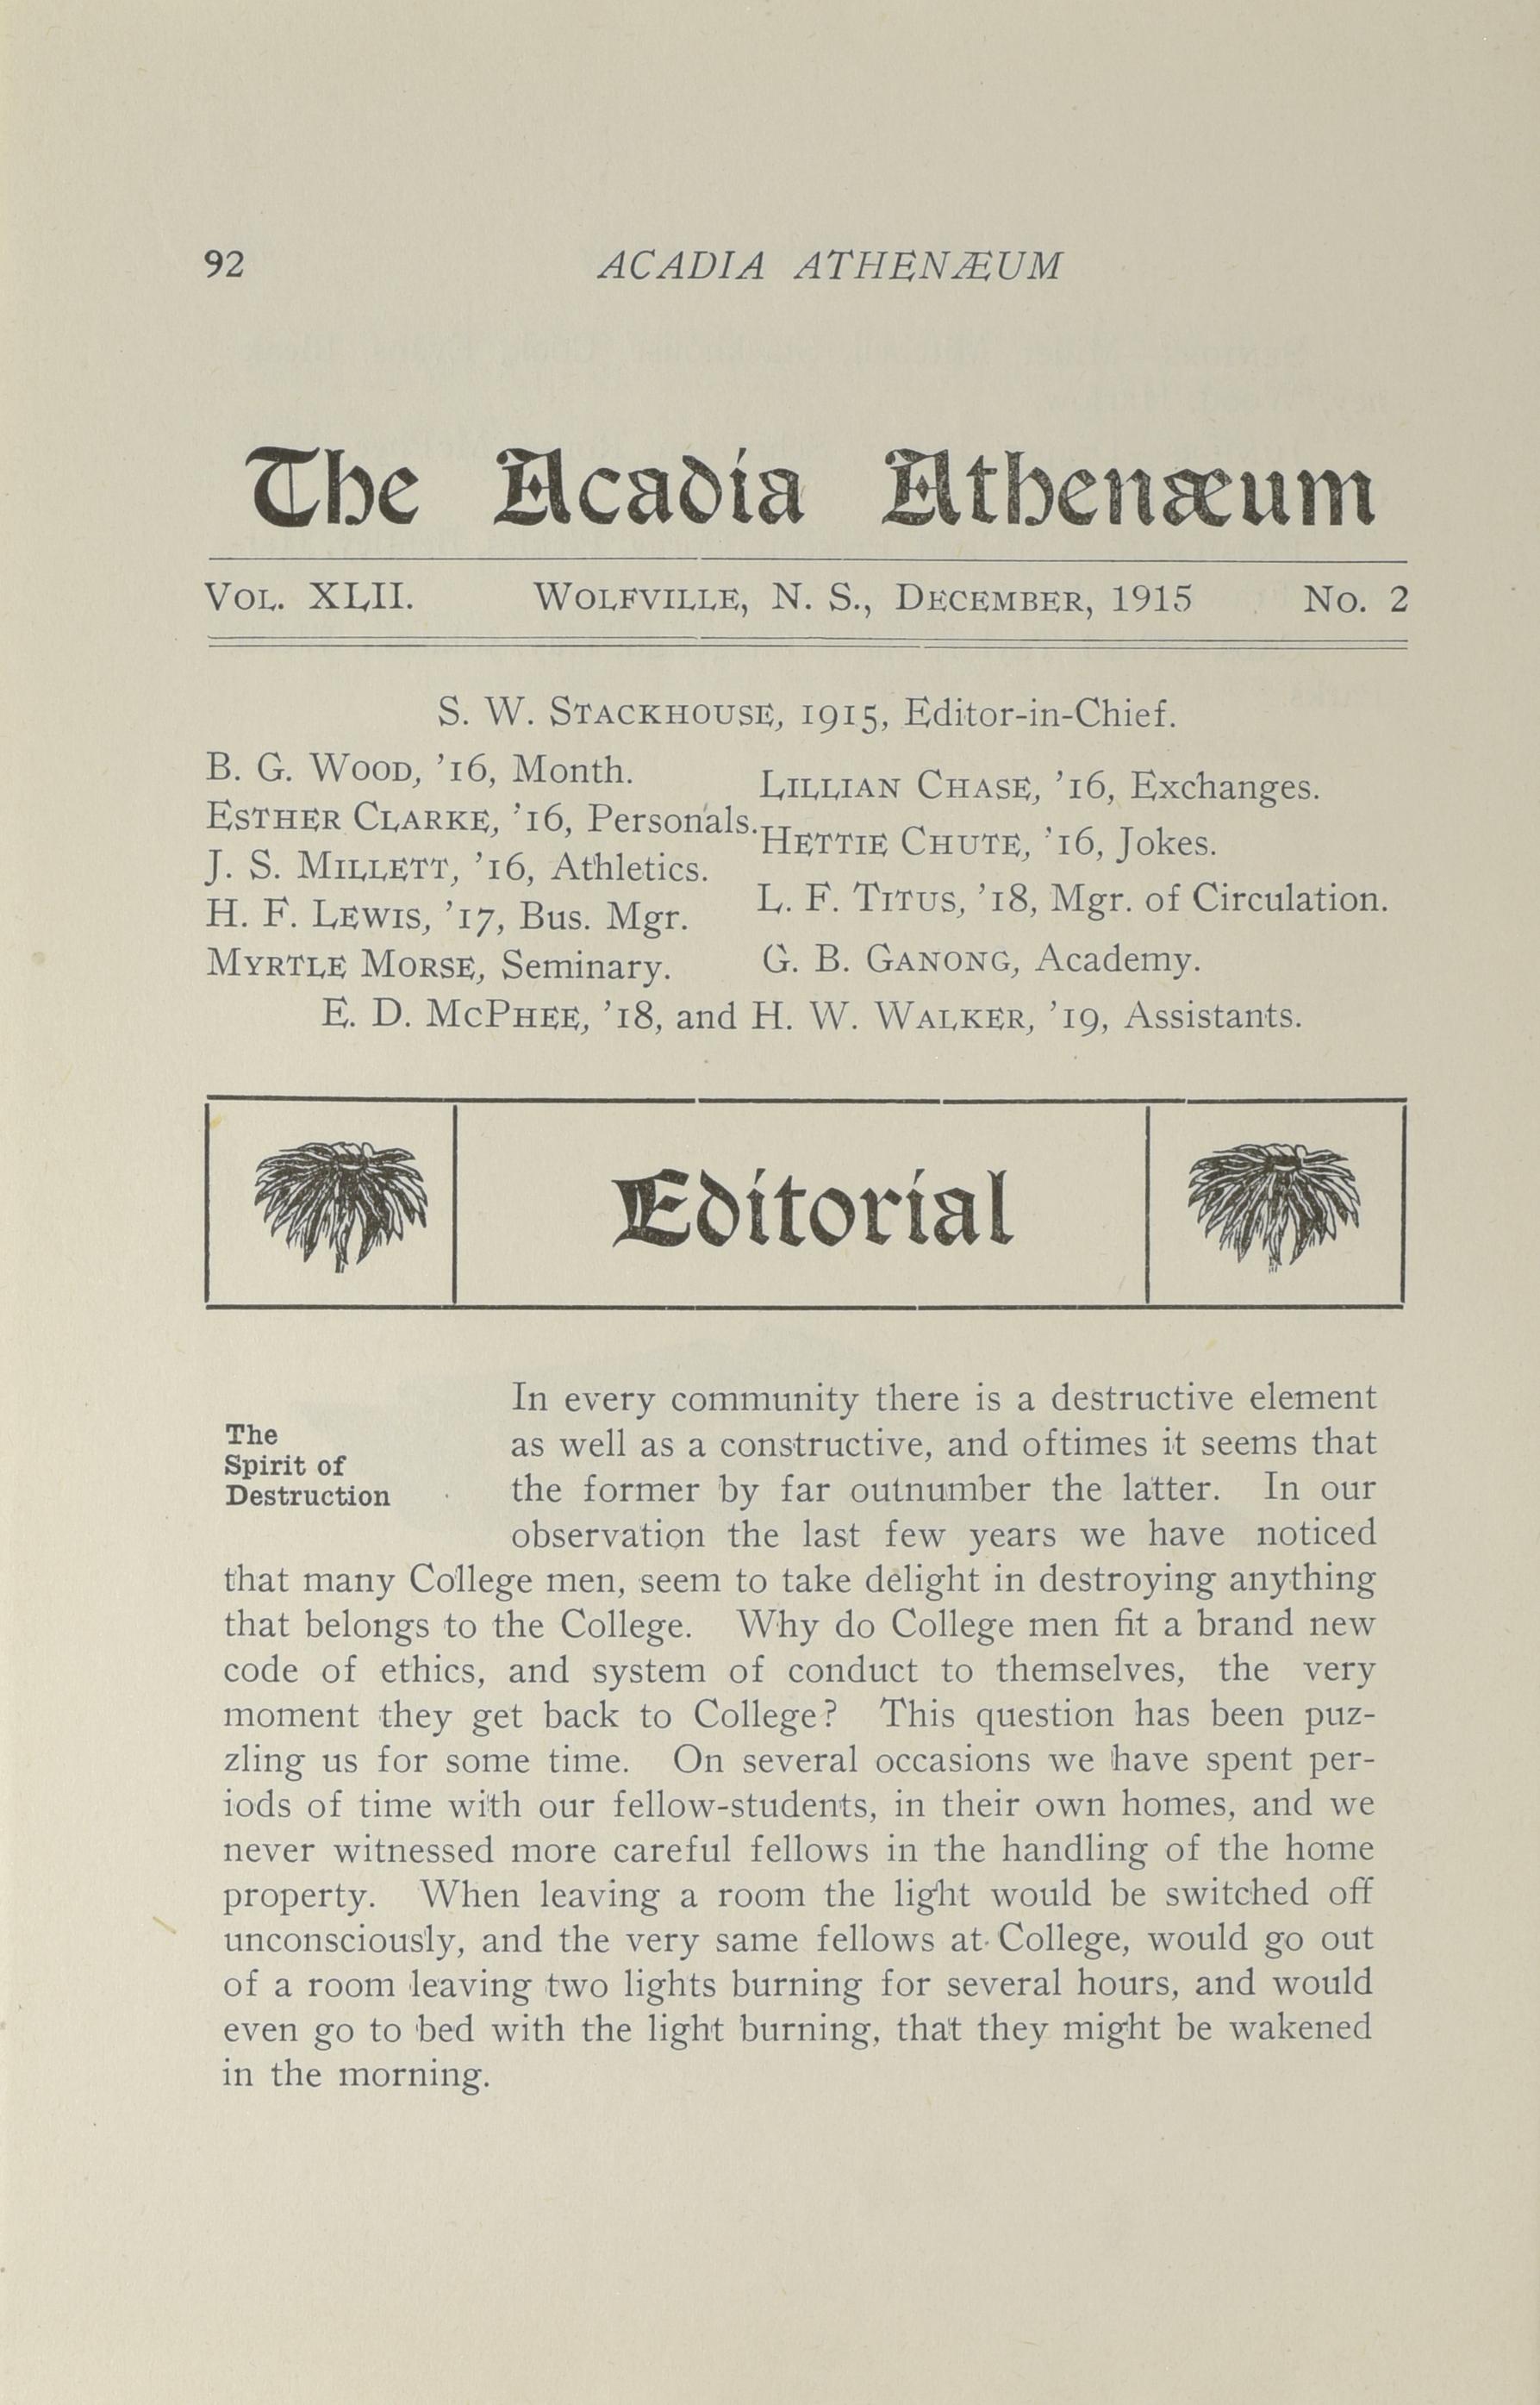 92 ACADIA ATHENÆUM
The Acadia Athenæum
VOL. XLII. WOLFVILLE, N. S., DECEMBER, 1915 No. 2
S. W. STACKHOUSE, 1915, Editor-in-Chief.
B. G. WOOD, '16, Month.
ESTHER CLARKE, '16, Personals.
J. S. MILLETT, '16, Athletics.
H. F. LEWIS, '17, Bus. Mgr.
MYRTLE MORSE, Seminary.
LILLIAN CHASE, '16, Exchanges.
HETTIE CHUTE, '16, Jokes.
L. F. TITUS, '18, Mgr. of Circulation.
G. B. GANONG, Academy.
E. D. MCPHEE, '18, and H. W. WALKER, '19, Assistants.
Editorial
The
Spirit of
Destruction
In every community there is a destructive element
as well as a constructive, and oftimes it seems that
the former by far outnumber the latter. In our
observation the last few years we have noticed
that many College men, seem to take delight in destroying anything
that belongs to the College. Why do College men fit a brand new
code of ethics, and system of conduct to themselves, the very
moment they get back to College? This question has been puz-
zling us for some time. On several occasions we have spent per-
iods of time with our fellow-students, in their own homes, and we
never witnessed more careful fellows in the handling of the home
property. When leaving a room the light would be switched off
unconsciously, and the very same fellows at College, would go out
of a room leaving two lights burning for several hours, and would
even go to bed with the light burning, that they might be wakened
in the morning.